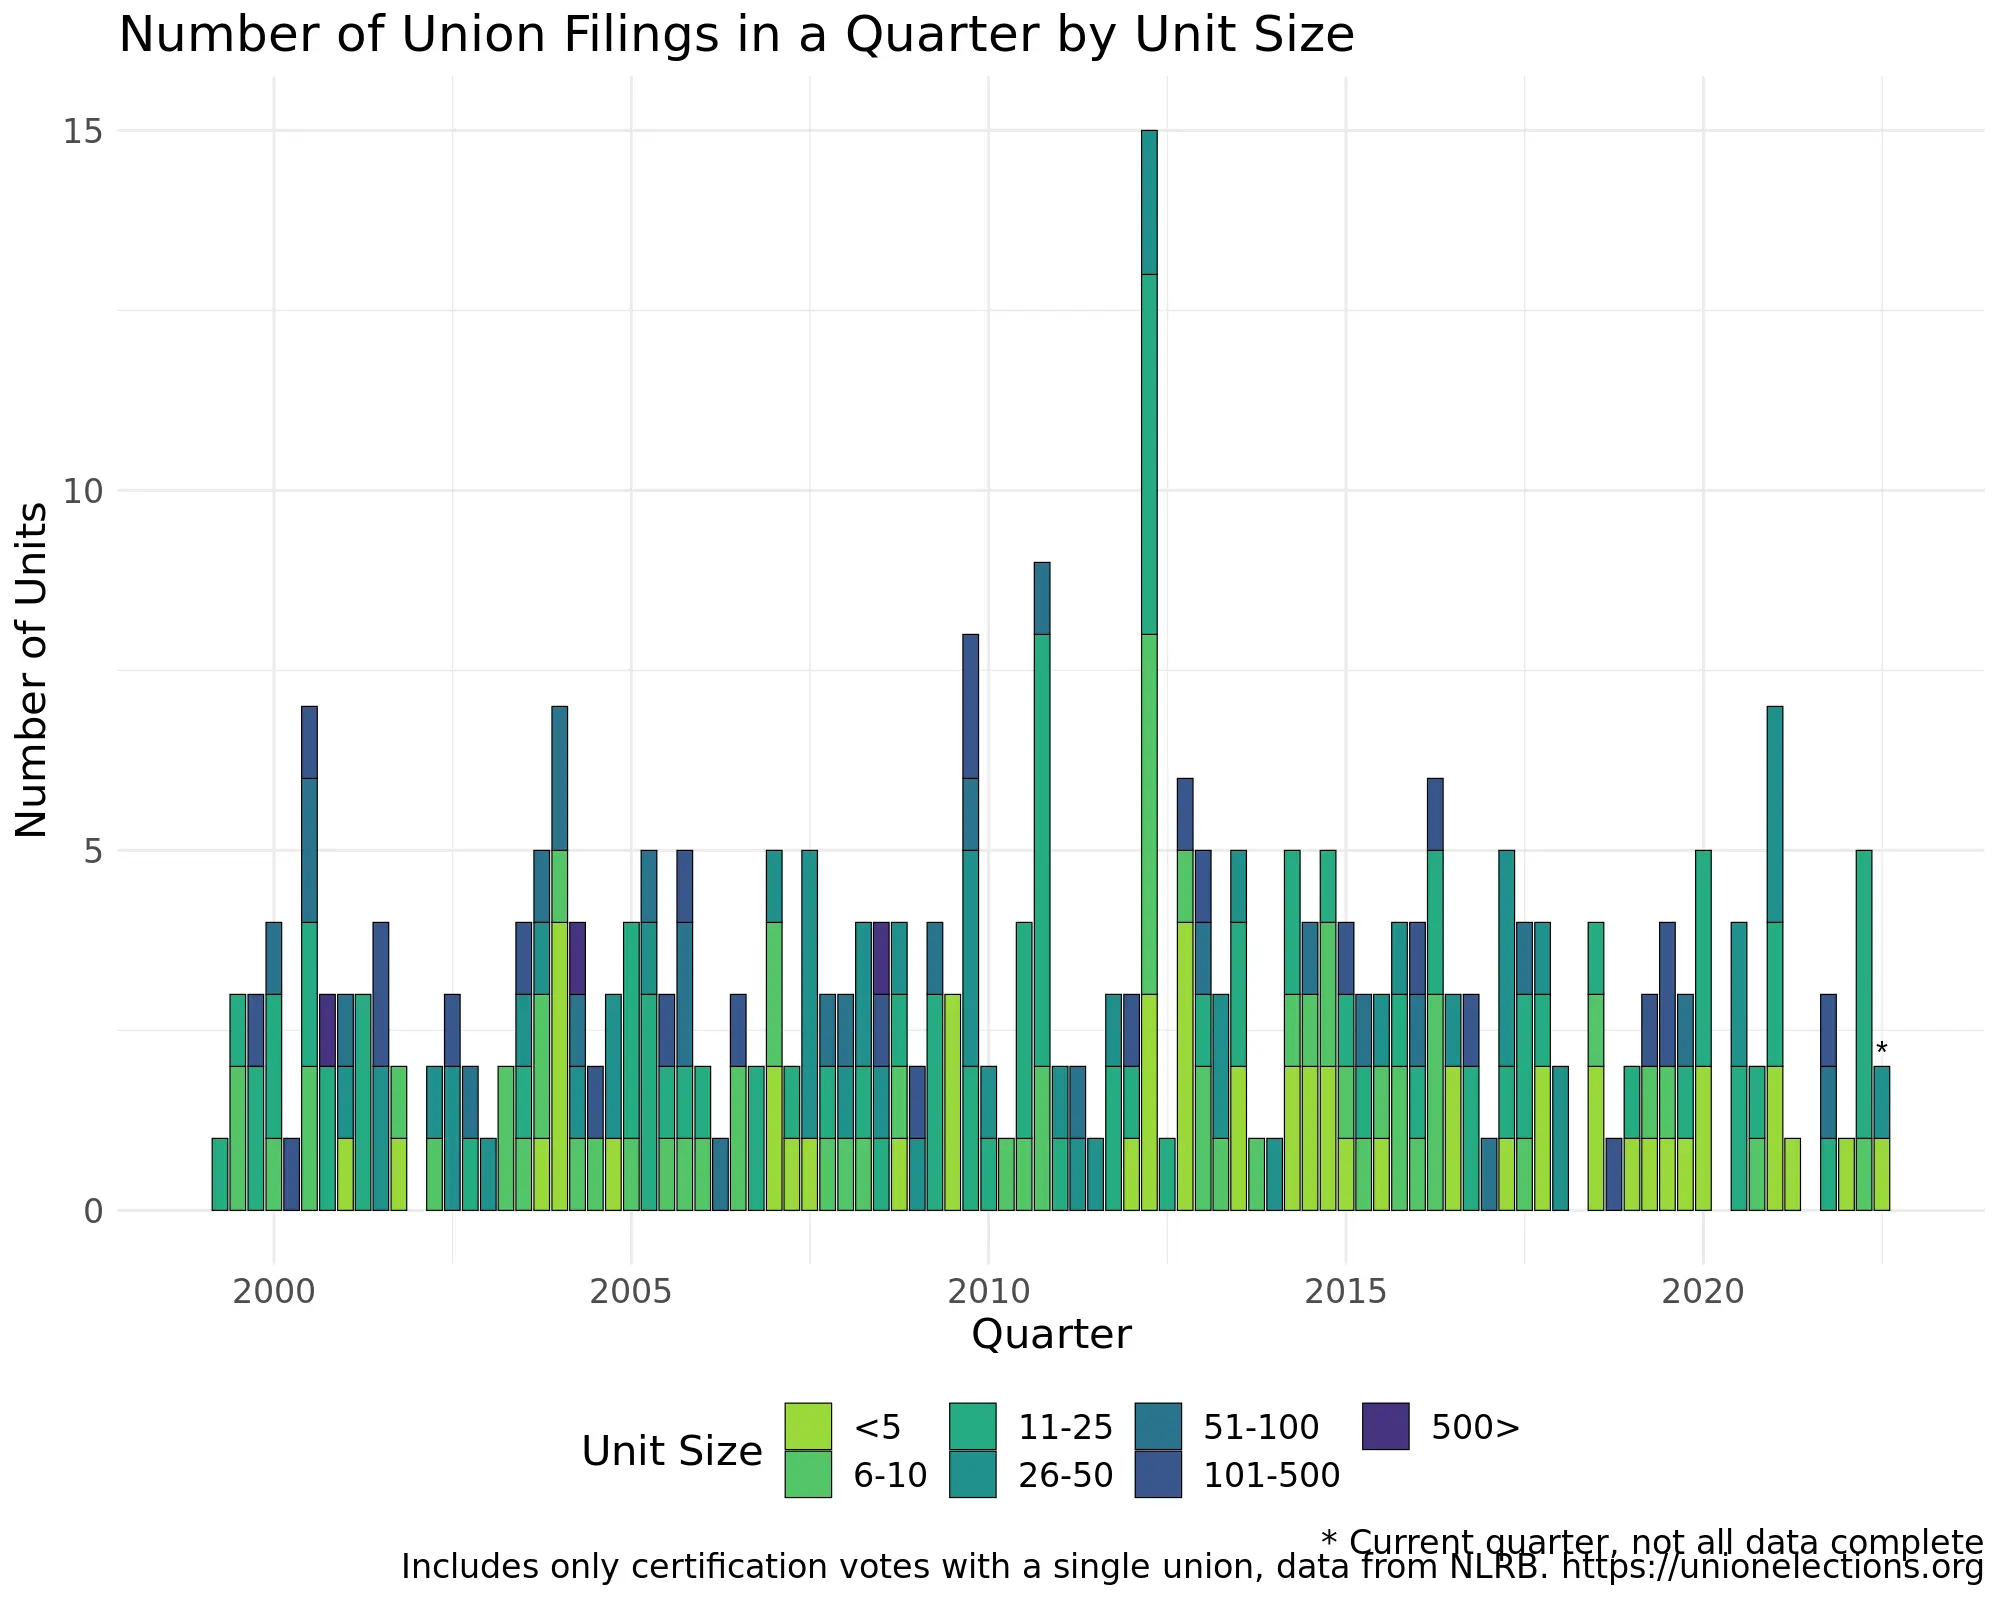 Number of Union Filings in a Quarter by Unit Size
Number of Units
15
10
5
0
*
2000 2005 2010 2015 2020
Quarter
Unit Size
<5 11-25 51-100 500>
6-10 26-50 101-500
* Current quarter, not all data complete
Includes only certification votes with a single union, data from NLRB. https://unionelections.org